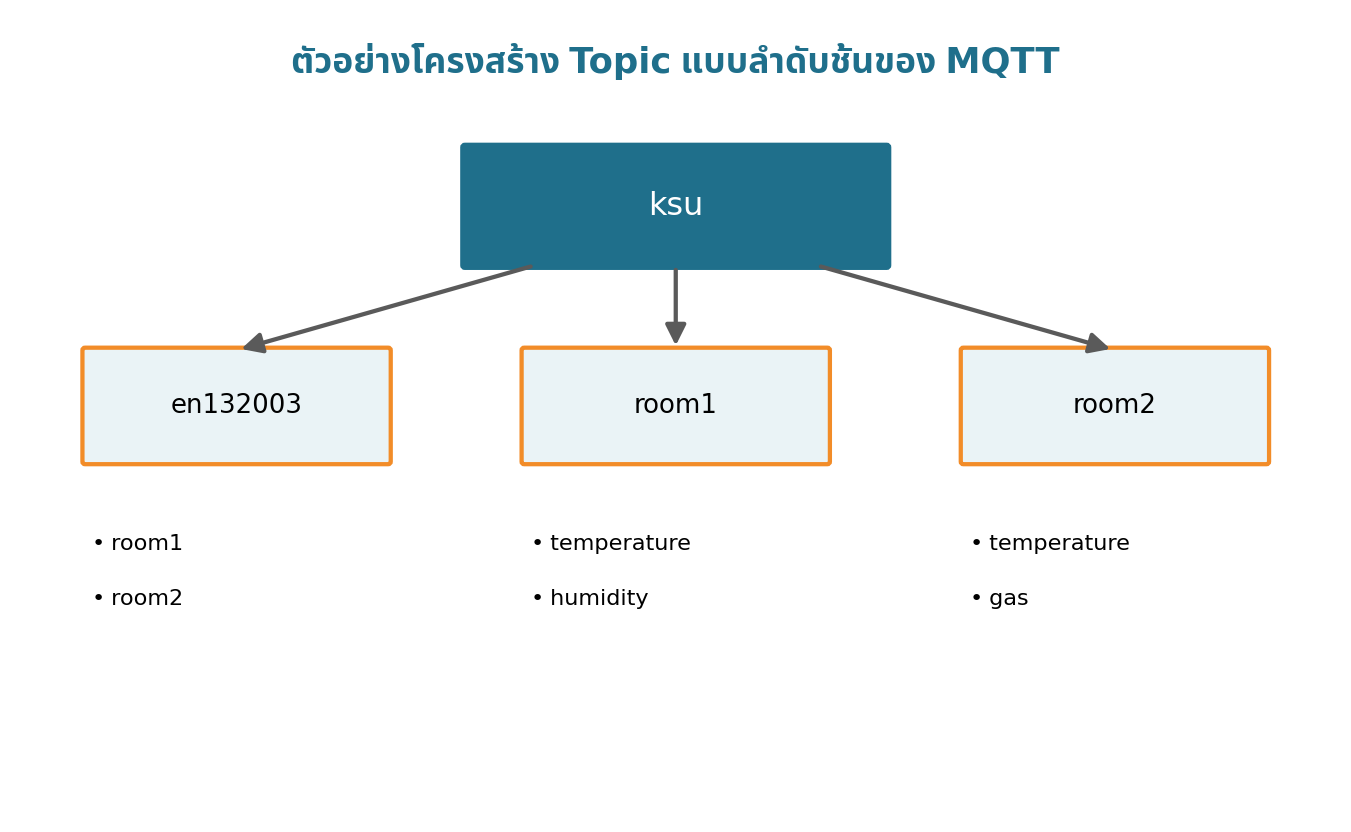 ตัวอย่างโครงสร้าง Topic แบบลำดับชั้นของ MQTT
ksu
en132003
room1
room2
• room1
• room2
• temperature
• humidity
• temperature
• gas